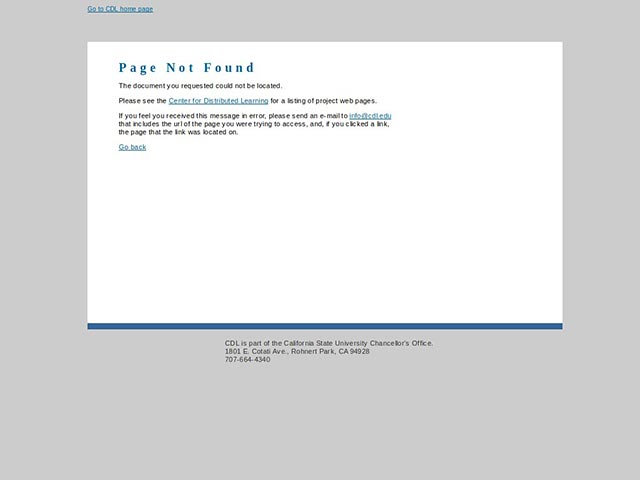 Go to CDL home page
Page Not Found
The document you requested could not be located.
Please see the Center for Distributed Learning for a listing of project web pages.
If you feel you received this message in error, please send an e-mail to info@cdl.edu
that includes the url of the page you were trying to access, and, if you clicked a link,
the page that the link was located on.
Go back
CDL is part of the California State University Chancellor's Office.
1801 E. Cotati Ave., Rohnert Park, CA 94928
707-664-4340